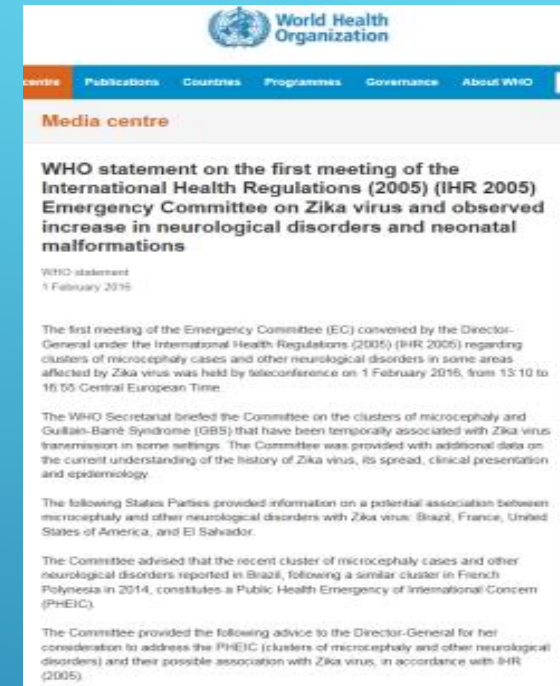 World Health
Organization
centre Publications Countries Programmes Governance About WHO
Media centre
WHO statement on the first meeting of the
International Health Regulations (2005) (IHR 2005)
Emergency Committee on Zika virus and observed
increase in neurological disorders and neonatal
malformations
WHO statement
1 February 2016
The first meeting of the Emergency Committee (EC) convened by the Director-
General under the International Health Regulations (2005) (IHR 2005) regarding
clusters of microcephaly cases and other neurological disorders in some areas
affected by Zika virus was held by teleconference on 1 February 2016, from 13:10 to
16:55 Central European Time.
The WHO Secretariat briefed the Committee on the clusters of microcephaly and
Guillain-Barré Syndrome (GBS) that have been temporally associated with Zika virus
transmission in some settings. The Committee was provided with additional data on
the current understanding of the history of Zika virus, its spread, clinical presentation
and epidemiology.
The following States Parties provided information on a potential association between
microcephaly and other neurological disorders with Zika virus: Brazil, France, United
States of America, and El Salvador.
The Committee advised that the recent cluster of microcephaly cases and other
neurological disorders reported in Brazil, following a similar cluster in French
Polynesia in 2014, constitutes a Public Health Emergency of International Concern
(PHEIC).
The Committee provided the following advice to the Director-General for her
consideration to address the PHEIC (clusters of microcephaly and other neurological
disorders) and their possible association with Zika virus, in accordance with IHR
(2005).